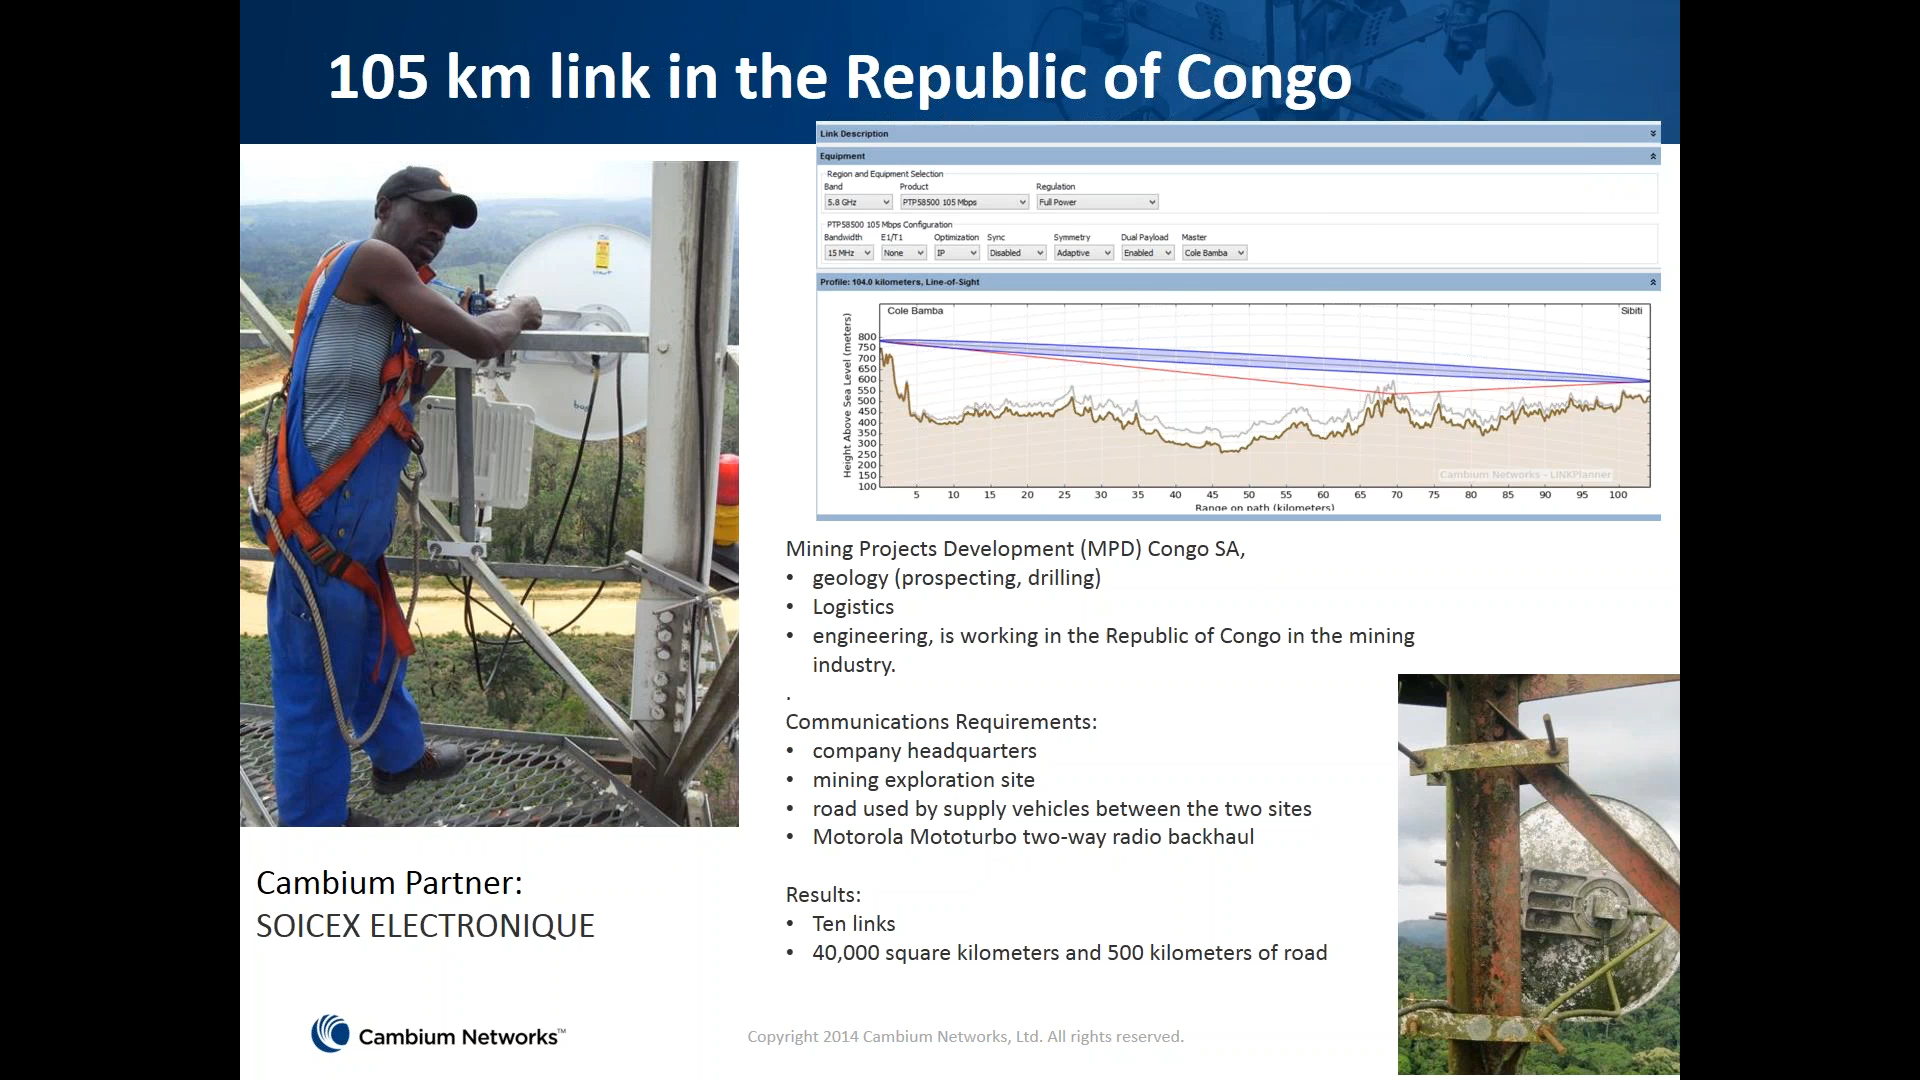 105 km link in the Republic of Congo
Link Description
Equipment
Region and Equipment Selection
Band Product Regulation
5.8 GHz PTP58500 105 Mbps Full Power
PTP58500 105 Mbps Configuration
Bandwidth E1/T1 Optimization Sync Symmetry Dual Payload Master
15 MHz None IP Disabled Adaptive Enabled Cole Bamba
Profile: 104.0 kilometers, Line-of-Sight
Cole Bamba Sibiti
Height Above Sea Level (meters)
800
750
700
650
600
550
500
450
400
350
300
250
200
150
100
Cambium Networks - LINKPlanner
5 10 15 20 25 30 35 40 45 50 55 60 65 70 75 80 85 90 95 100
Range on path (kilometers)
Mining Projects Development (MPD) Congo SA,
• geology (prospecting, drilling)
• Logistics
• engineering, is working in the Republic of Congo in the mining
industry.
.
Communications Requirements:
• company headquarters
• mining exploration site
• road used by supply vehicles between the two sites
• Motorola Mototurbo two-way radio backhaul
Results:
• Ten links
• 40,000 square kilometers and 500 kilometers of road
Cambium Partner:
SOICEX ELECTRONIQUE
Cambium Networks™
Copyright 2014 Cambium Networks, Ltd. All rights reserved.